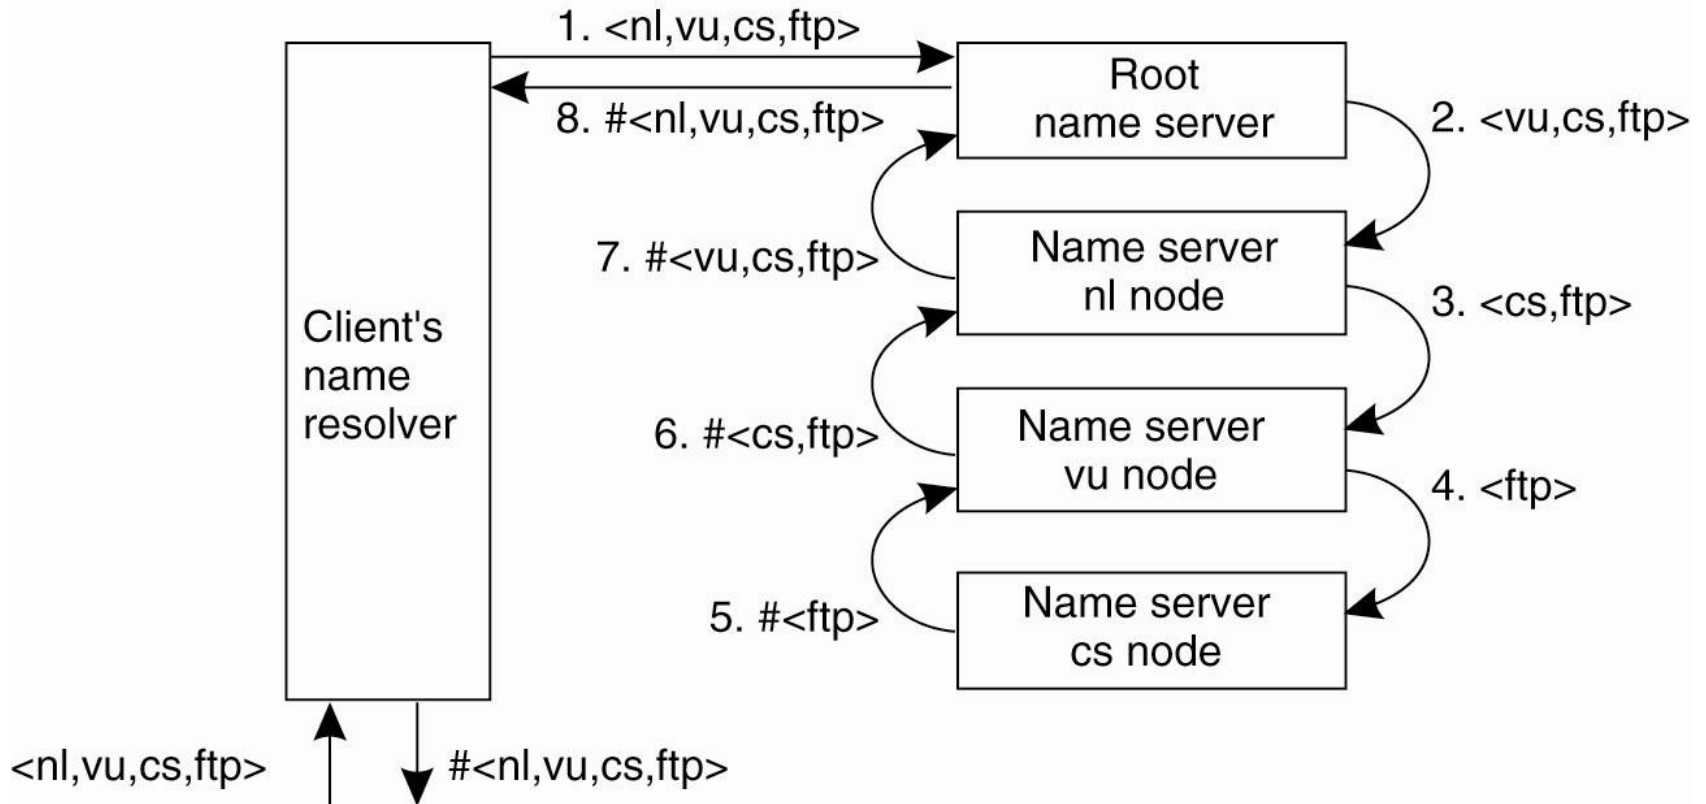 1. <nl,vu,cs,ftp>
Root
name server
8. #<nl,vu,cs,ftp>
2. <vu,cs,ftp>
Name server
nl node
7. #<vu,cs,ftp>
3. <cs,ftp>
Client's
name
resolver
Name server
vu node
6. #<cs,ftp>
4. <ftp>
Name server
cs node
5. #<ftp>
<nl,vu,cs,ftp>
#<nl,vu,cs,ftp>